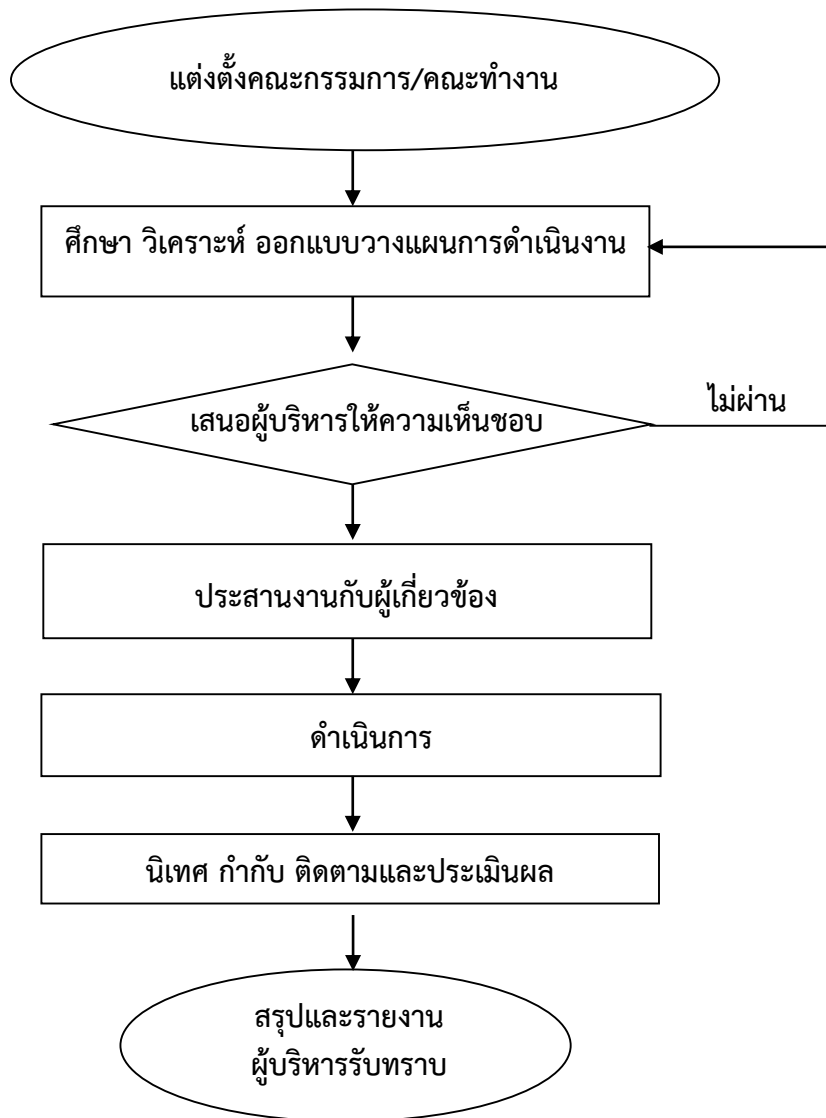 แต่งตั้งคณะกรรมการ/คณะทำงาน
ศึกษา วิเคราะห์ ออกแบบวางแผนการดำเนินงาน
เสนอผู้บริหารให้ความเห็นชอบ
ไม่ผ่าน
ประสานงานกับผู้เกี่ยวข้อง
ดำเนินการ
นิเทศ กำกับ ติดตามและประเมินผล
สรุปและรายงาน
ผู้บริหารรับทราบ